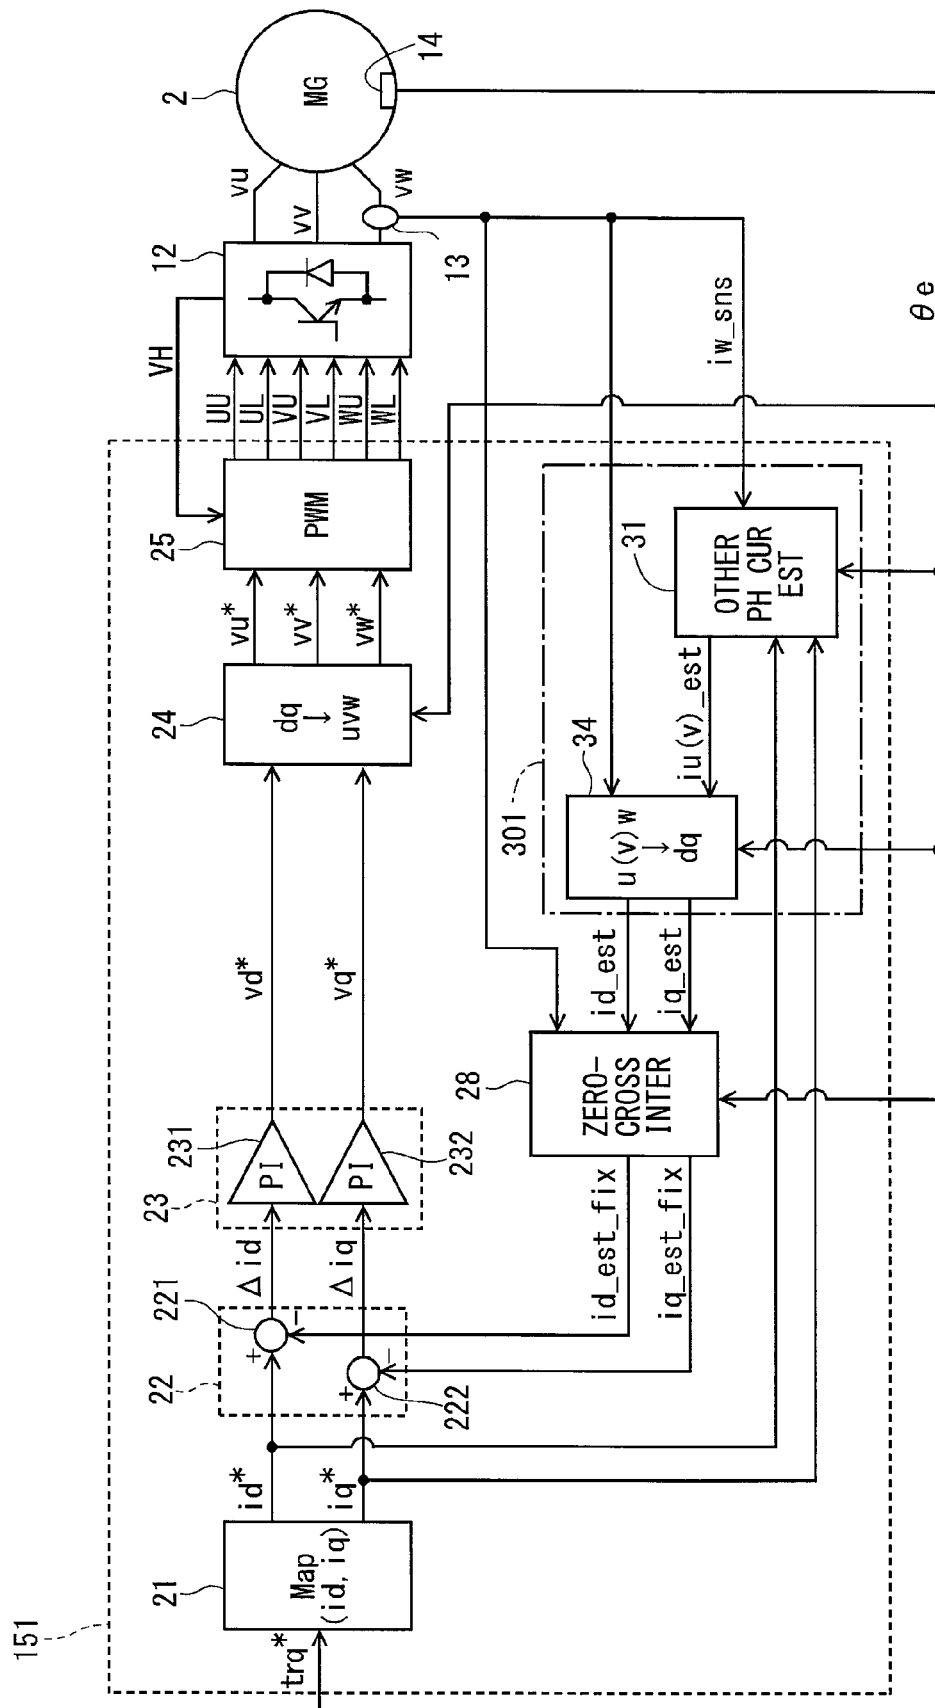 151
trq*
21
Map
(id, iq)
id*
iq*
22
221
+
-
222
+
-
Δid
Δiq
23
231
PI
232
PI
vd*
vq*
24
dq
↓
uvw
vu*
vv*
vw*
25
PWM
VH
UU
UL
VU
VL
WU
WL
12
vu
vv
vw
13
2
MG
14
id_est_fix
iq_est_fix
28
ZERO-
CROSS
INTER
id_est
iq_est
301
34
u(v)w
↓
dq
iu(v)_est
31
OTHER
PH CUR
EST
iw_sns
θe